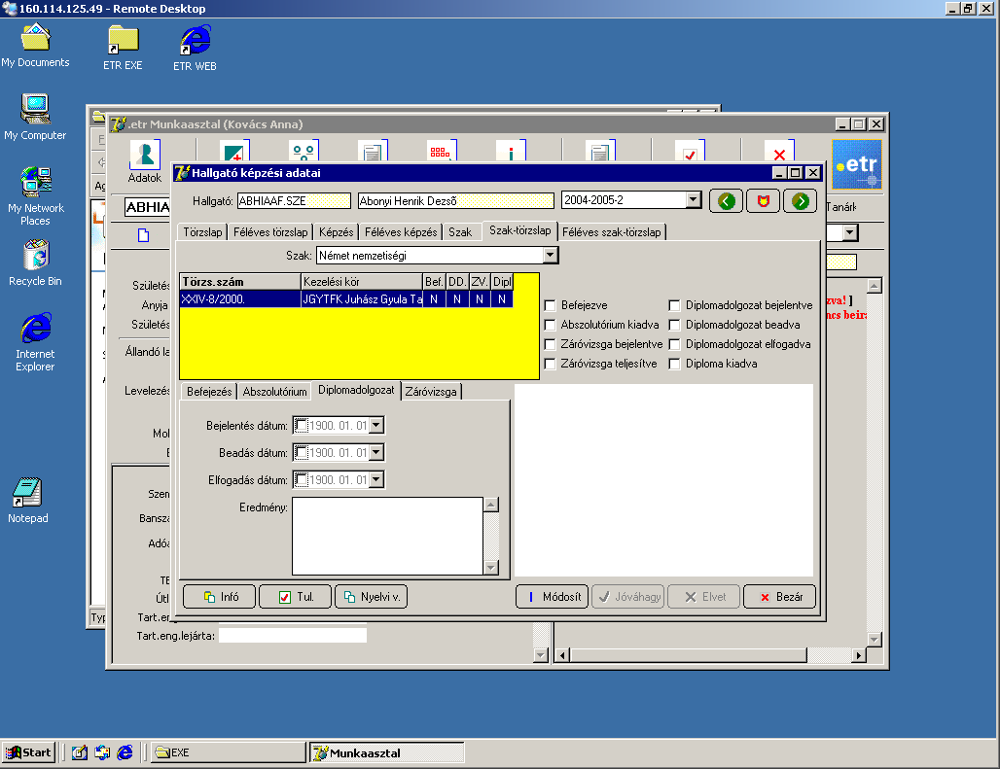 160.114.125.49 - Remote Desktop
My Documents
ETR EXE
ETR WEB
My Computer
My Network
Places
Recycle Bin
Internet
Explorer
Notepad
.etr Munkaasztal (Kovács Anna)
Adatok
.etr
ABHIA
Tanárk
Születés
Anyja
Születés
Állandó la
Levelezés
Mol
Szem
Bansza
Adóa
Útl
Tart.en
Tart.eng.lejárta:
zva! ]
ncs beira
Hallgató képzési adatai
Hallgató: ABHIAAF.SZE Abonyi Henrik Dezsõ 2004-2005-2
Törzslap Féléves törzslap Képzés Féléves képzés Szak Szak-törzslap Féléves szak-törzslap
Szak: Német nemzetiségi
Törzs.szám Kezelési kör Bef. DD. ZV. Dipl
XXIV-8/2000. JGYTFK Juhász Gyula Ta N N N N
Befejezve Diplomadolgozat bejelentve
Abszolutórium kiadva Diplomadolgozat beadva
Záróvizsga bejelentve Diplomadolgozat elfogadva
Záróvizsga teljesítve Diploma kiadva
Befejezés Abszolutórium Diplomadolgozat Záróvizsga
Bejelentés dátum: 1900. 01. 01
Beadás dátum: 1900. 01. 01
Elfogadás dátum: 1900. 01. 01
Eredmény:
Infó Tul. Nyelvi v. Módosít Jóváhagy Elvet Bezár
Typ
Start EXE Munkaasztal